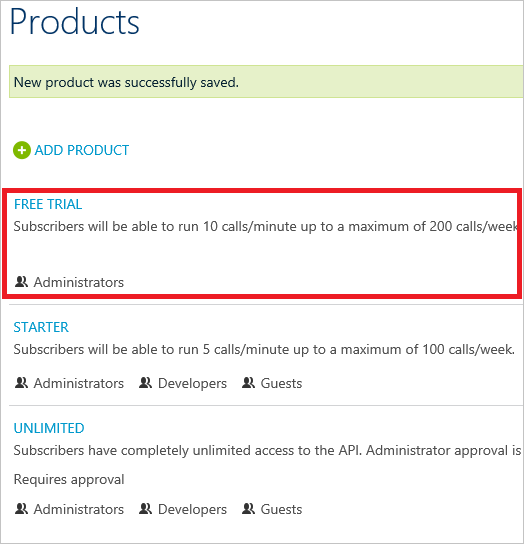 Products
New product was successfully saved.
ADD PRODUCT
FREE TRIAL
Subscribers will be able to run 10 calls/minute up to a maximum of 200 calls/week
Administrators
STARTER
Subscribers will be able to run 5 calls/minute up to a maximum of 100 calls/week.
Administrators Developers Guests
UNLIMITED
Subscribers have completely unlimited access to the API. Administrator approval is
Requires approval
Administrators Developers Guests